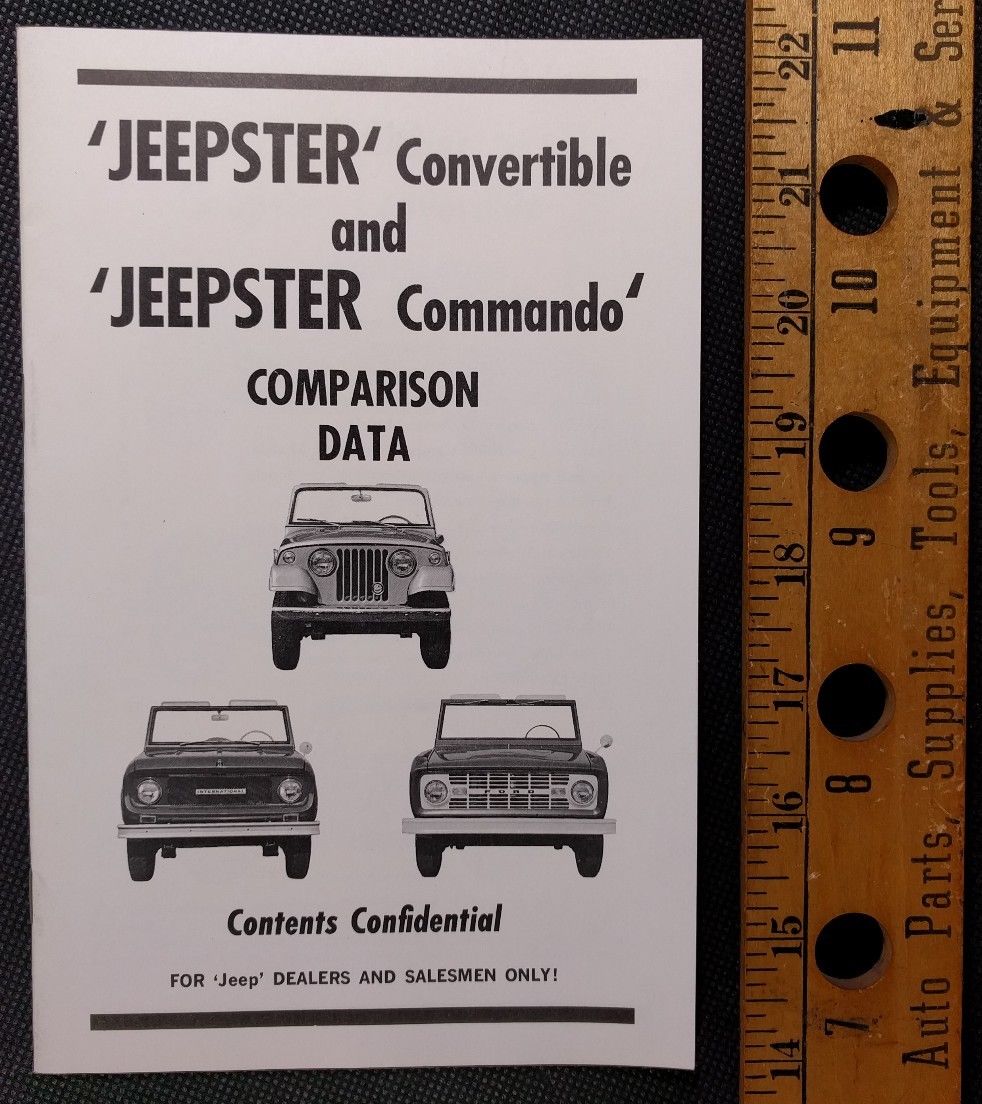 'JEEPSTER' Convertible
and
'JEEPSTER Commando'
COMPARISON
DATA
INTERNATIONAL
FORD
Contents Confidential
FOR 'Jeep' DEALERS AND SALESMEN ONLY!
22
21
20
19
18
17
16
15
14
11
10
9
8
7
Auto Parts, Supplies, Tools, Equipment & Ser